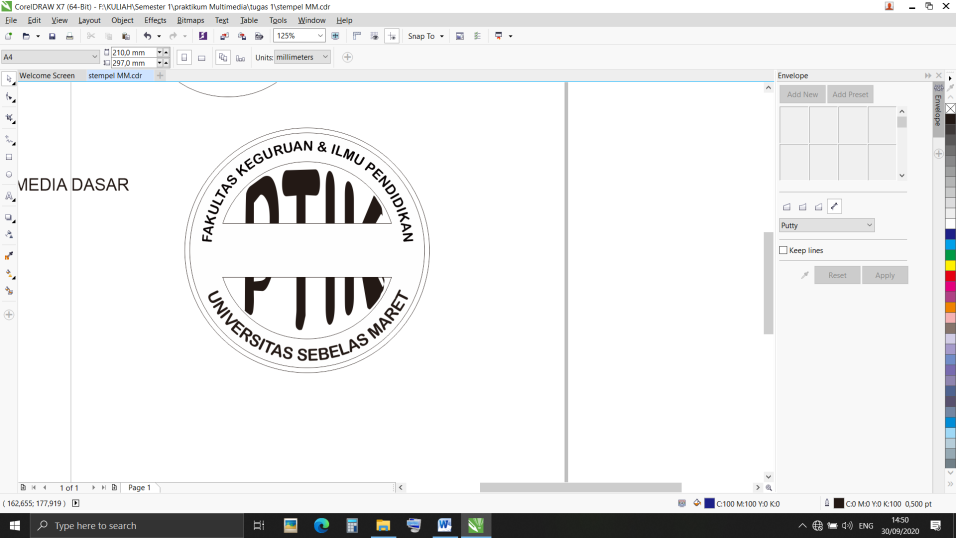 CorelDRAW X7 (64-Bit) - F:\KULIAH\Semester 1\praktikum Multimedia\tugas 1\stempel MM.cdr
File Edit View Layout Object Effects Bitmaps Text Table Tools Window Help
125% Snap To
A4 210,0 mm 297,0 mm Units: millimeters
Welcome Screen stempel MM.cdr
Envelope
Add New Add Preset
Envelope
FAKULTAS KEGURUAN & ILMU PENDIDIKAN
MEDIA DASAR
PTIK
UNIVERSITAS SEBELAS MARET
Putty
Keep lines
Reset Apply
1 of 1 Page 1
( 162,655; 177,919 ) C:100 M:100 Y:0 K:0 C:0 M:0 Y:0 K:100 0,500 pt
Type here to search
ENG
14:50
30/09/2020